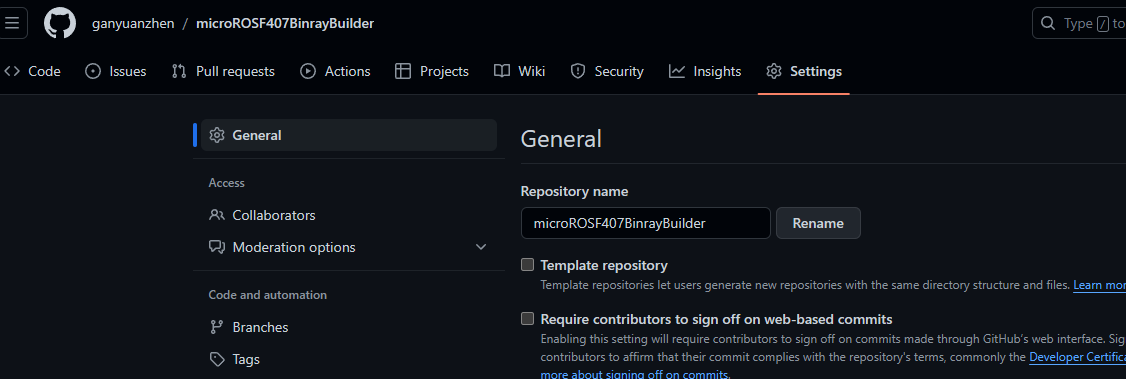 ganyuanzhen / microROSF407BinrayBuilder
Type / to
Code Issues Pull requests Actions Projects Wiki Security Insights Settings
General
Access
Collaborators
Moderation options
Code and automation
Branches
Tags
General
Repository name
microROSF407BinrayBuilder Rename
Template repository
Template repositories let users generate new repositories with the same directory structure and files. Learn mor
Require contributors to sign off on web-based commits
Enabling this setting will require contributors to sign off on commits made through GitHub's web interface. Sig
contributors to affirm that their commit complies with the repository's terms, commonly the Developer Certifica
more about signing off on commits.